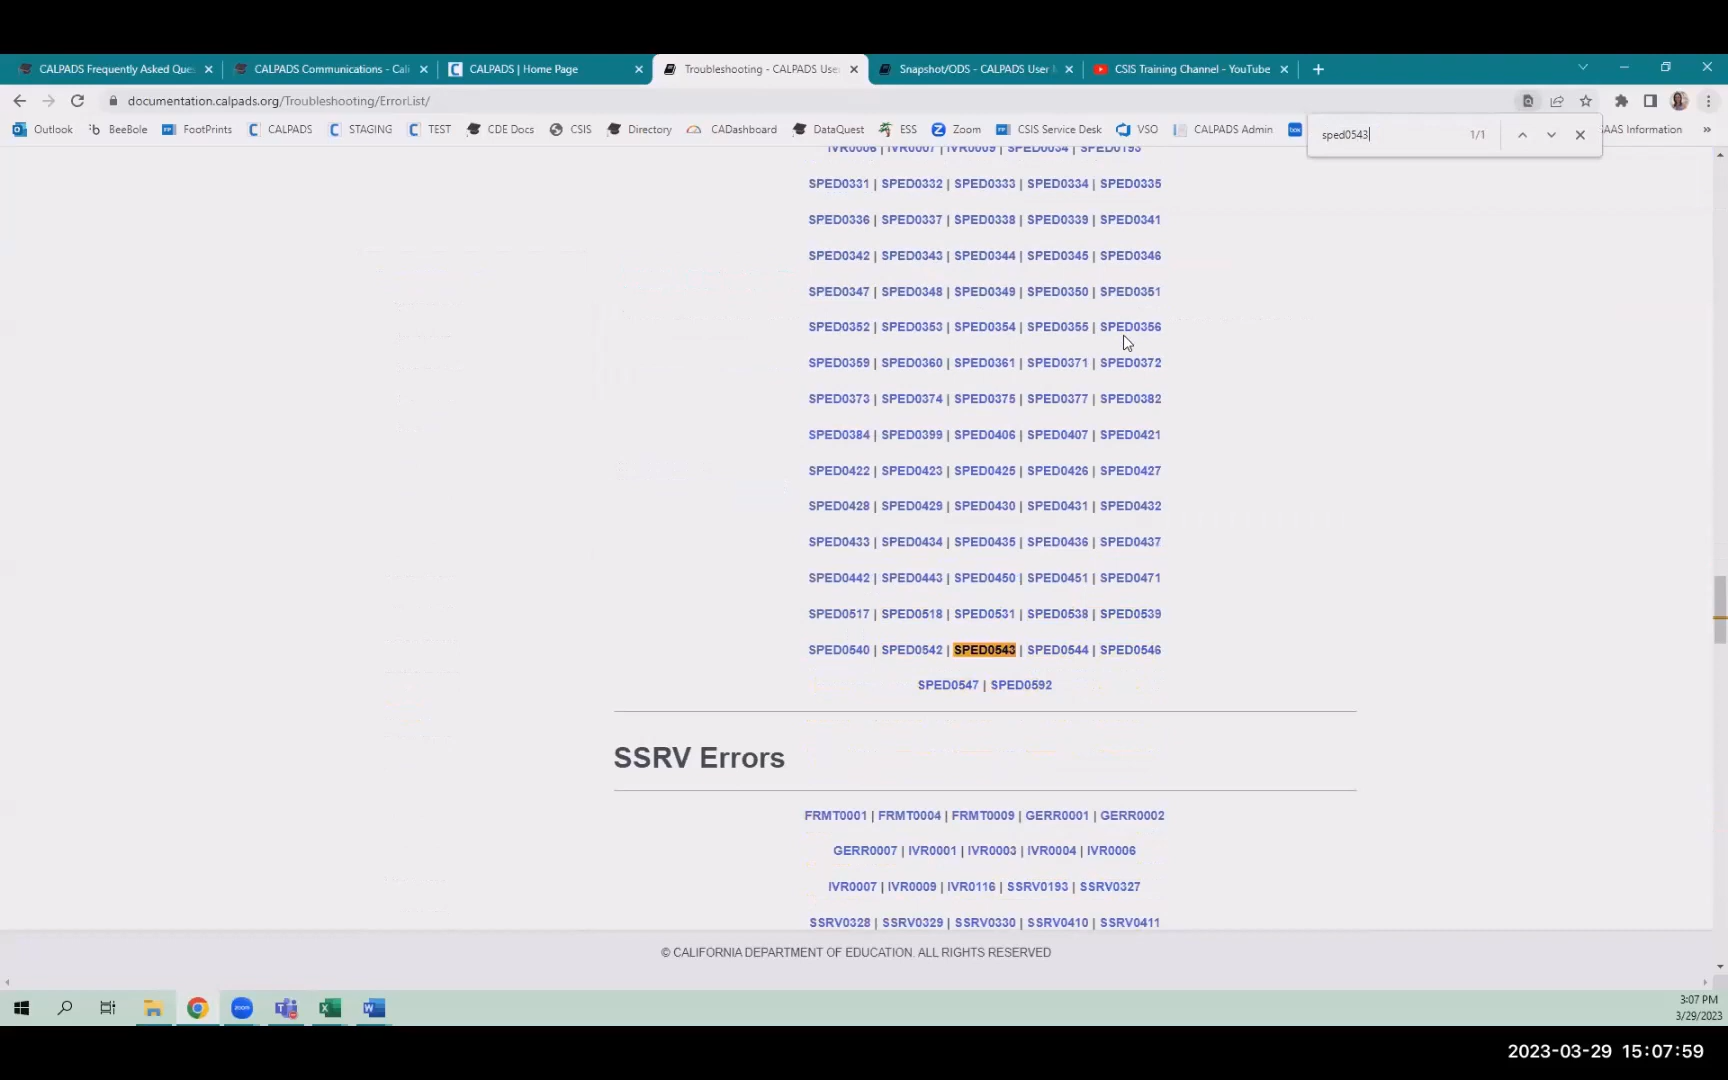 CALPADS Frequently Asked Que
CALPADS Communications - Cali
CALPADS | Home Page
Troubleshooting - CALPADS Use
Snapshot/ODS - CALPADS User
CSIS Training Channel - YouTube
documentation.calpads.org/Troubleshooting/ErrorList/
Outlook BeeBole FootPrints CALPADS STAGING TEST CDE Docs CSIS Directory CADashboard DataQuest ESS Zoom CSIS Service Desk VSO CALPADS Admin AAS Information
sped0543 1/1
IVR0006 | IVR0007 | IVR0009 | SPED0034 | SPED0193
SPED0331 | SPED0332 | SPED0333 | SPED0334 | SPED0335
SPED0336 | SPED0337 | SPED0338 | SPED0339 | SPED0341
SPED0342 | SPED0343 | SPED0344 | SPED0345 | SPED0346
SPED0347 | SPED0348 | SPED0349 | SPED0350 | SPED0351
SPED0352 | SPED0353 | SPED0354 | SPED0355 | SPED0356
SPED0359 | SPED0360 | SPED0361 | SPED0371 | SPED0372
SPED0373 | SPED0374 | SPED0375 | SPED0377 | SPED0382
SPED0384 | SPED0399 | SPED0406 | SPED0407 | SPED0421
SPED0422 | SPED0423 | SPED0425 | SPED0426 | SPED0427
SPED0428 | SPED0429 | SPED0430 | SPED0431 | SPED0432
SPED0433 | SPED0434 | SPED0435 | SPED0436 | SPED0437
SPED0442 | SPED0443 | SPED0450 | SPED0451 | SPED0471
SPED0517 | SPED0518 | SPED0531 | SPED0538 | SPED0539
SPED0540 | SPED0542 | SPED0543 | SPED0544 | SPED0546
SPED0547 | SPED0592
SSRV Errors
FRMT0001 | FRMT0004 | FRMT0009 | GERR0001 | GERR0002
GERR0007 | IVR0001 | IVR0003 | IVR0004 | IVR0006
IVR0007 | IVR0009 | IVR0116 | SSRV0193 | SSRV0327
SSRV0328 | SSRV0329 | SSRV0330 | SSRV0410 | SSRV0411
© CALIFORNIA DEPARTMENT OF EDUCATION. ALL RIGHTS RESERVED
3:07 PM
3/29/2023
2023-03-29 15:07:59